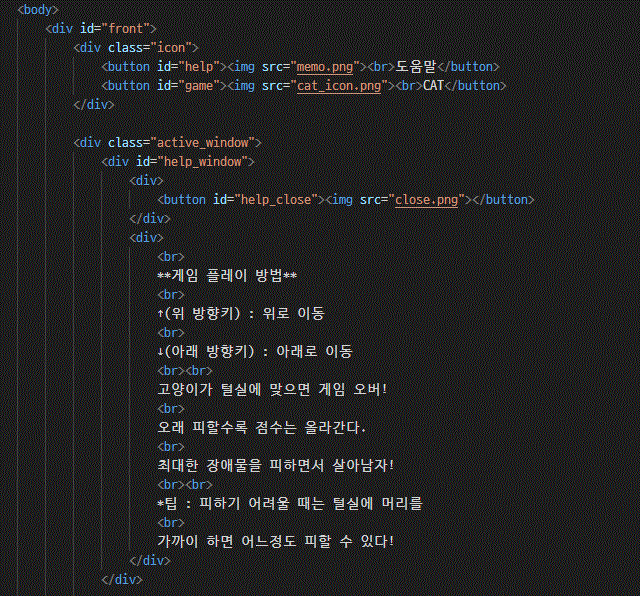 <body>
<div id="front">
<div class="icon">
<button id="help"><img src="memo.png"><br>도움말</button>
<button id="game"><img src="cat_icon.png"><br>CAT</button>
</div>
<div class="active_window">
<div id="help_window">
<div>
<button id="help_close"><img src="close.png"></button>
</div>
<div>
<br>
**게임 플레이 방법**
<br>
↑(위 방향키) : 위로 이동
<br>
↓(아래 방향키) : 아래로 이동
<br><br>
고양이가 털실에 맞으면 게임 오버!
<br>
오래 피할수록 점수는 올라간다.
<br>
최대한 장애물을 피하면서 살아남자!
<br><br>
*팁 : 피하기 어려울 때는 털실에 머리를
<br>
가까이 하면 어느정도 피할 수 있다!
</div>
</div>